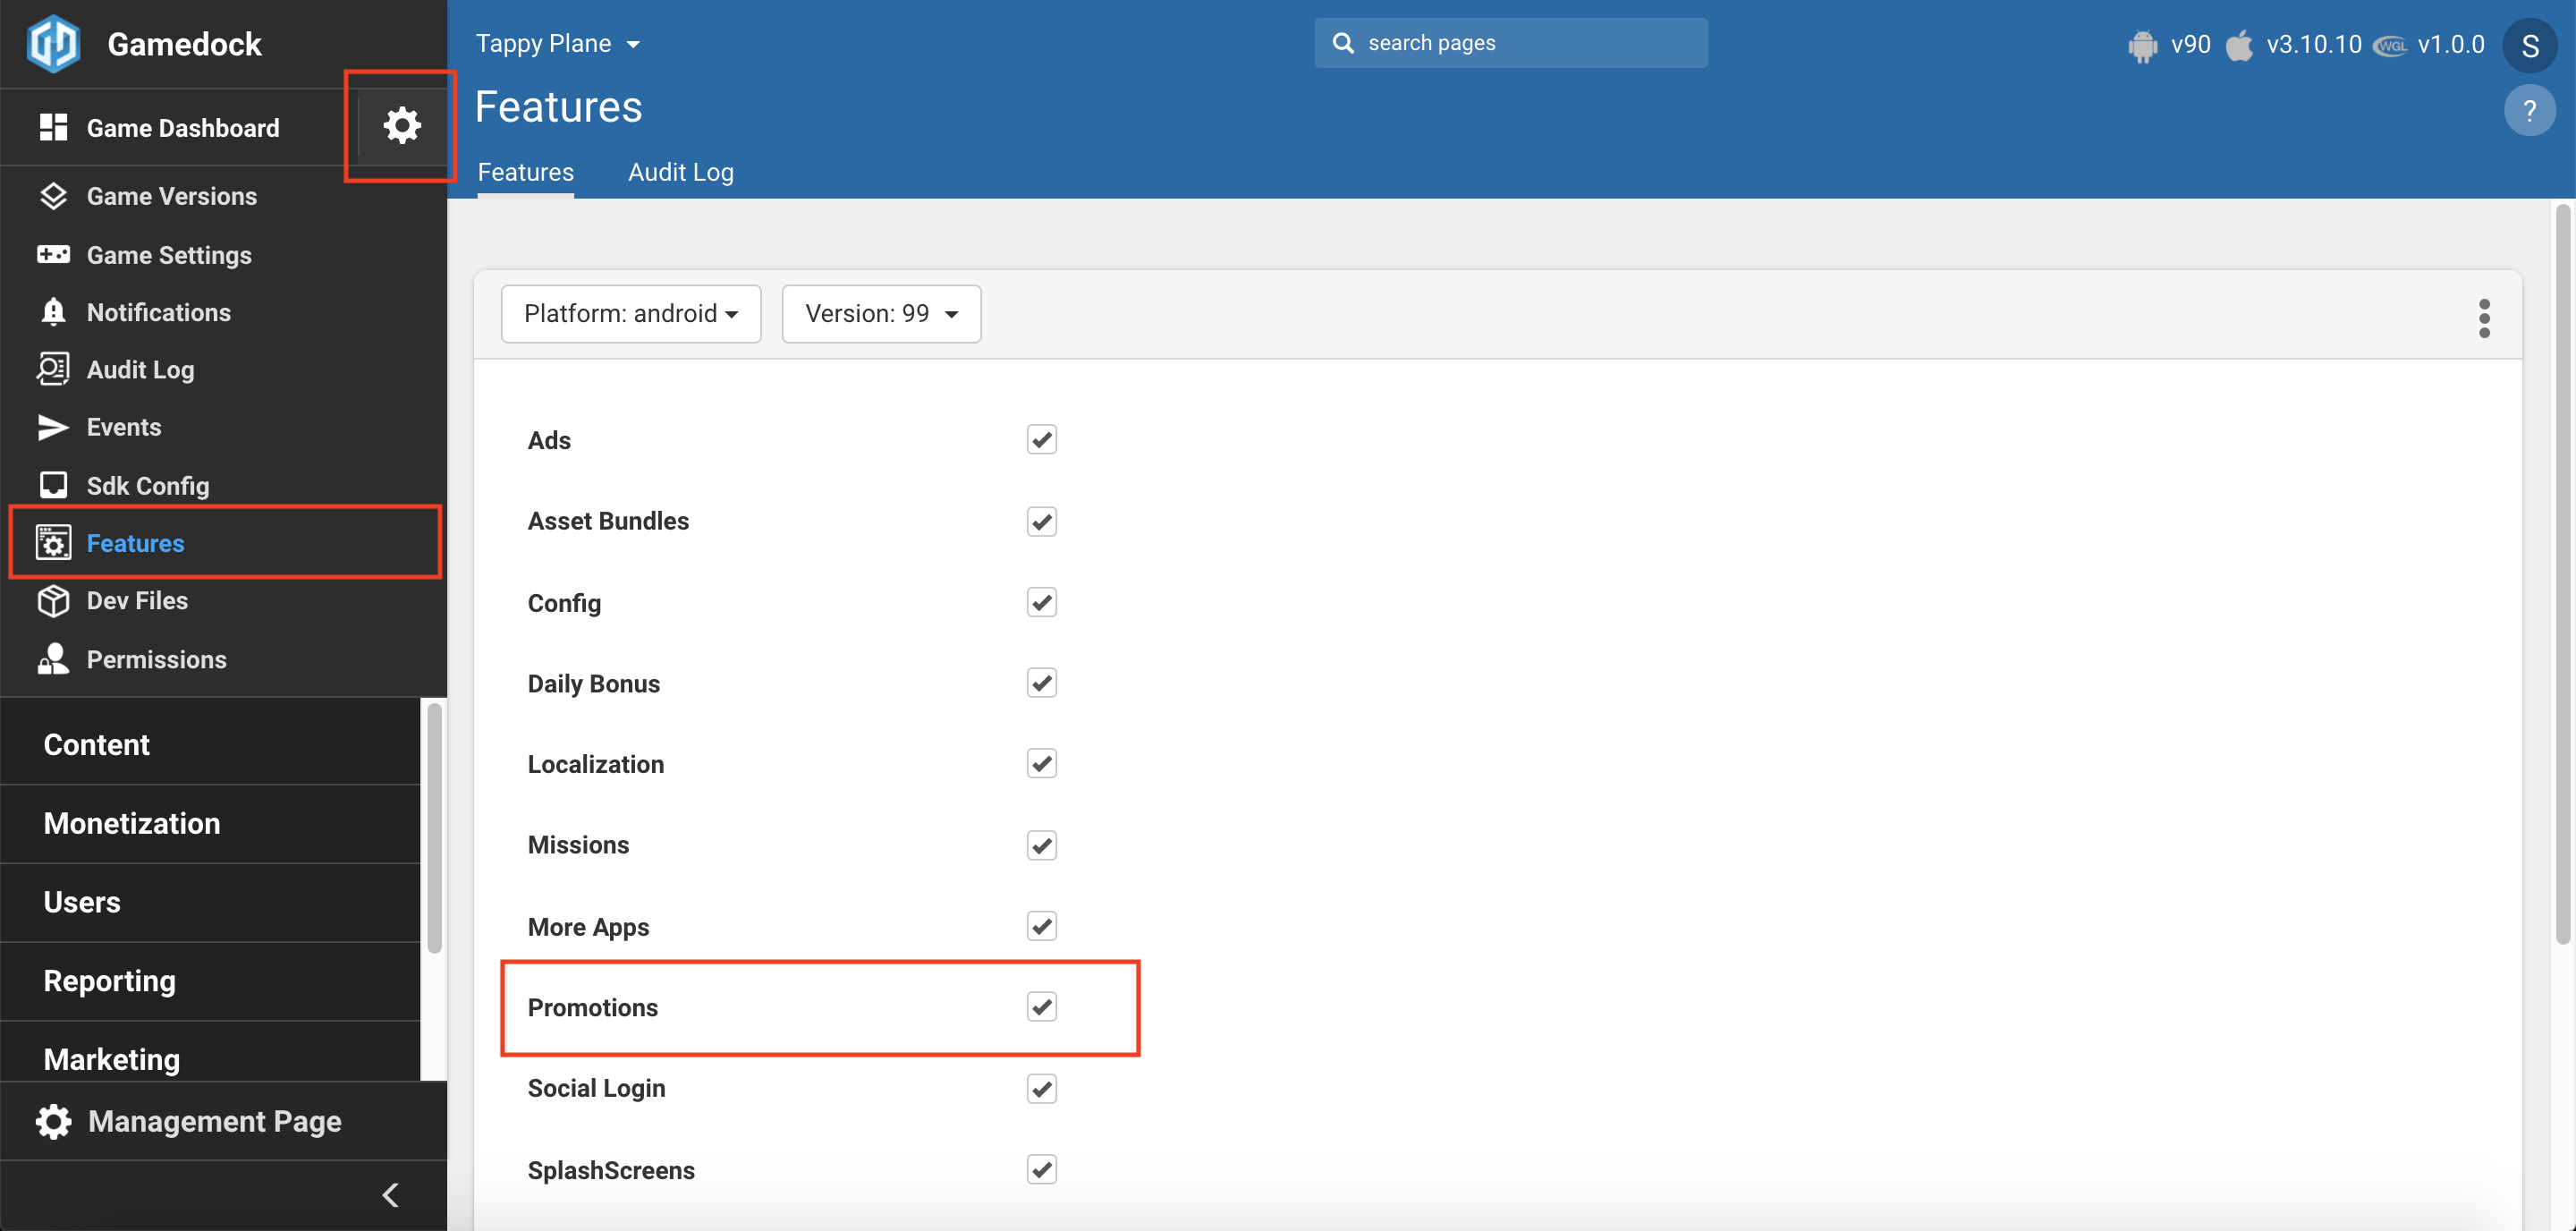 Gamedock
Game Dashboard
Game Versions
Game Settings
Notifications
Audit Log
Events
Sdk Config
Features
Dev Files
Permissions
Content
Monetization
Users
Reporting
Marketing
Management Page
Tappy Plane
search pages
v90
v3.10.10
WGL
v1.0.0
S
?
Features
Features
Audit Log
Platform: android
Version: 99
Ads
Asset Bundles
Config
Daily Bonus
Localization
Missions
More Apps
Promotions
Social Login
SplashScreens